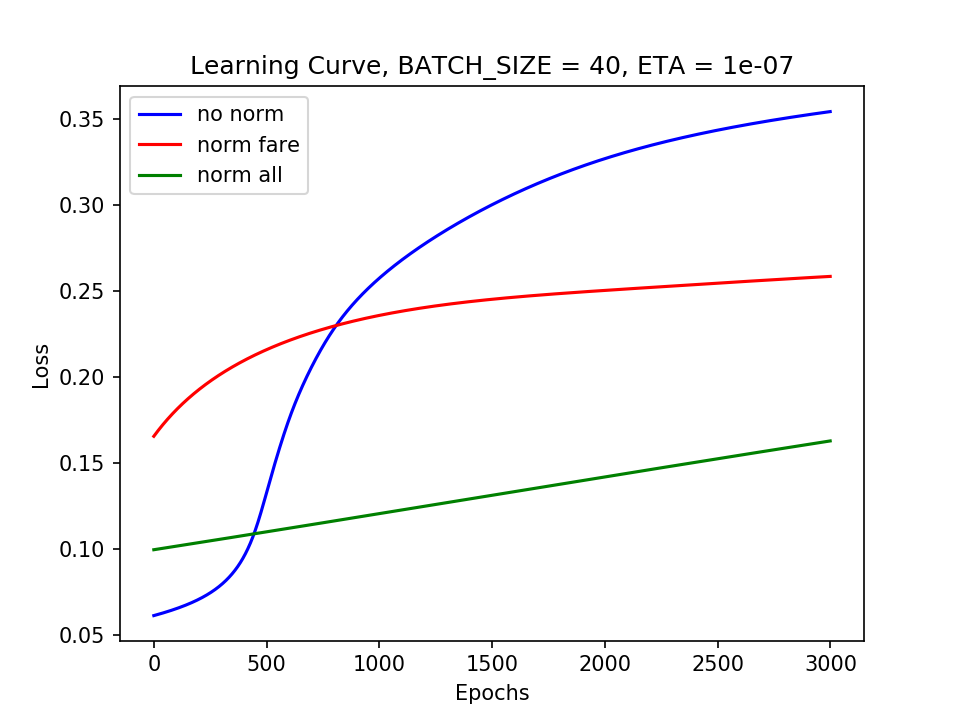 Learning Curve, BATCH_SIZE = 40, ETA = 1e-07
no norm
norm fare
norm all
0.35
0.30
0.25
0.20
0.15
0.10
0.05
Loss
0 500 1000 1500 2000 2500 3000
Epochs